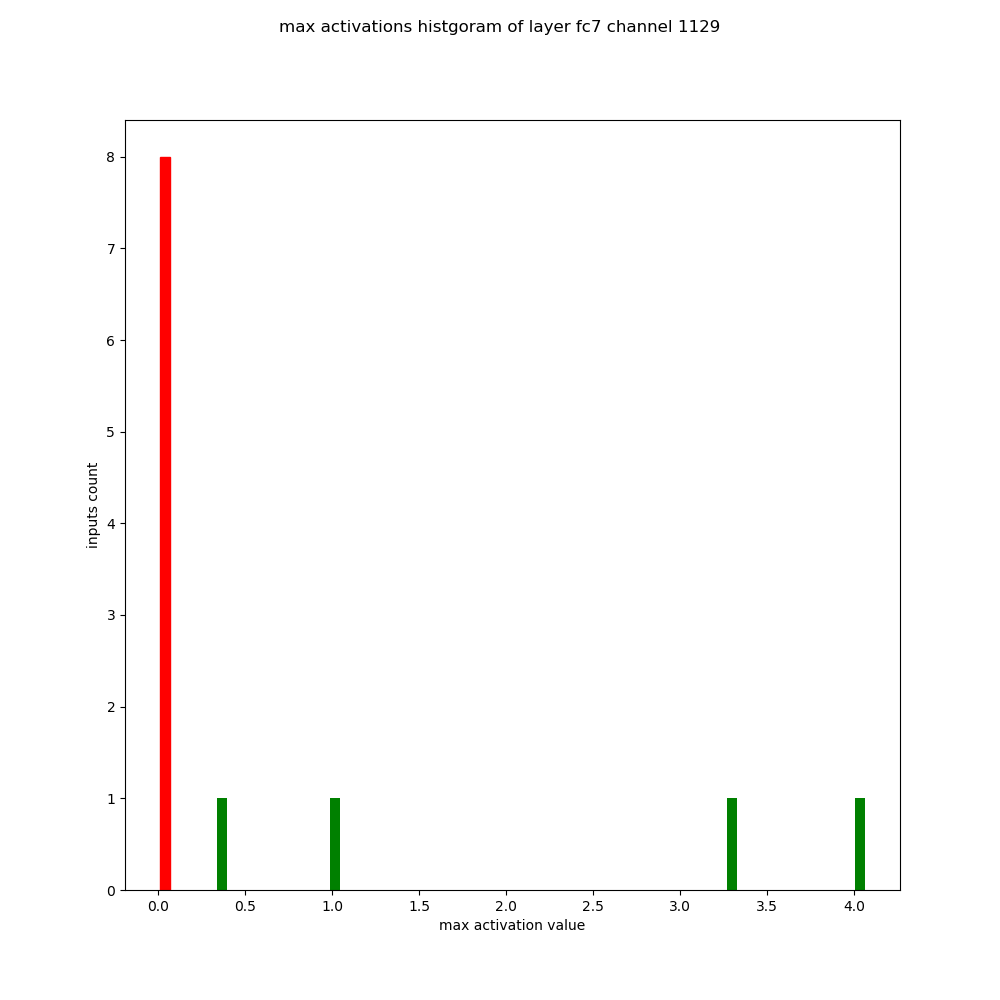 max activations histgoram of layer fc7 channel 1129
8
7
6
5
4
3
2
1
0
inputs count
0.0 0.5 1.0 1.5 2.0 2.5 3.0 3.5 4.0
max activation value